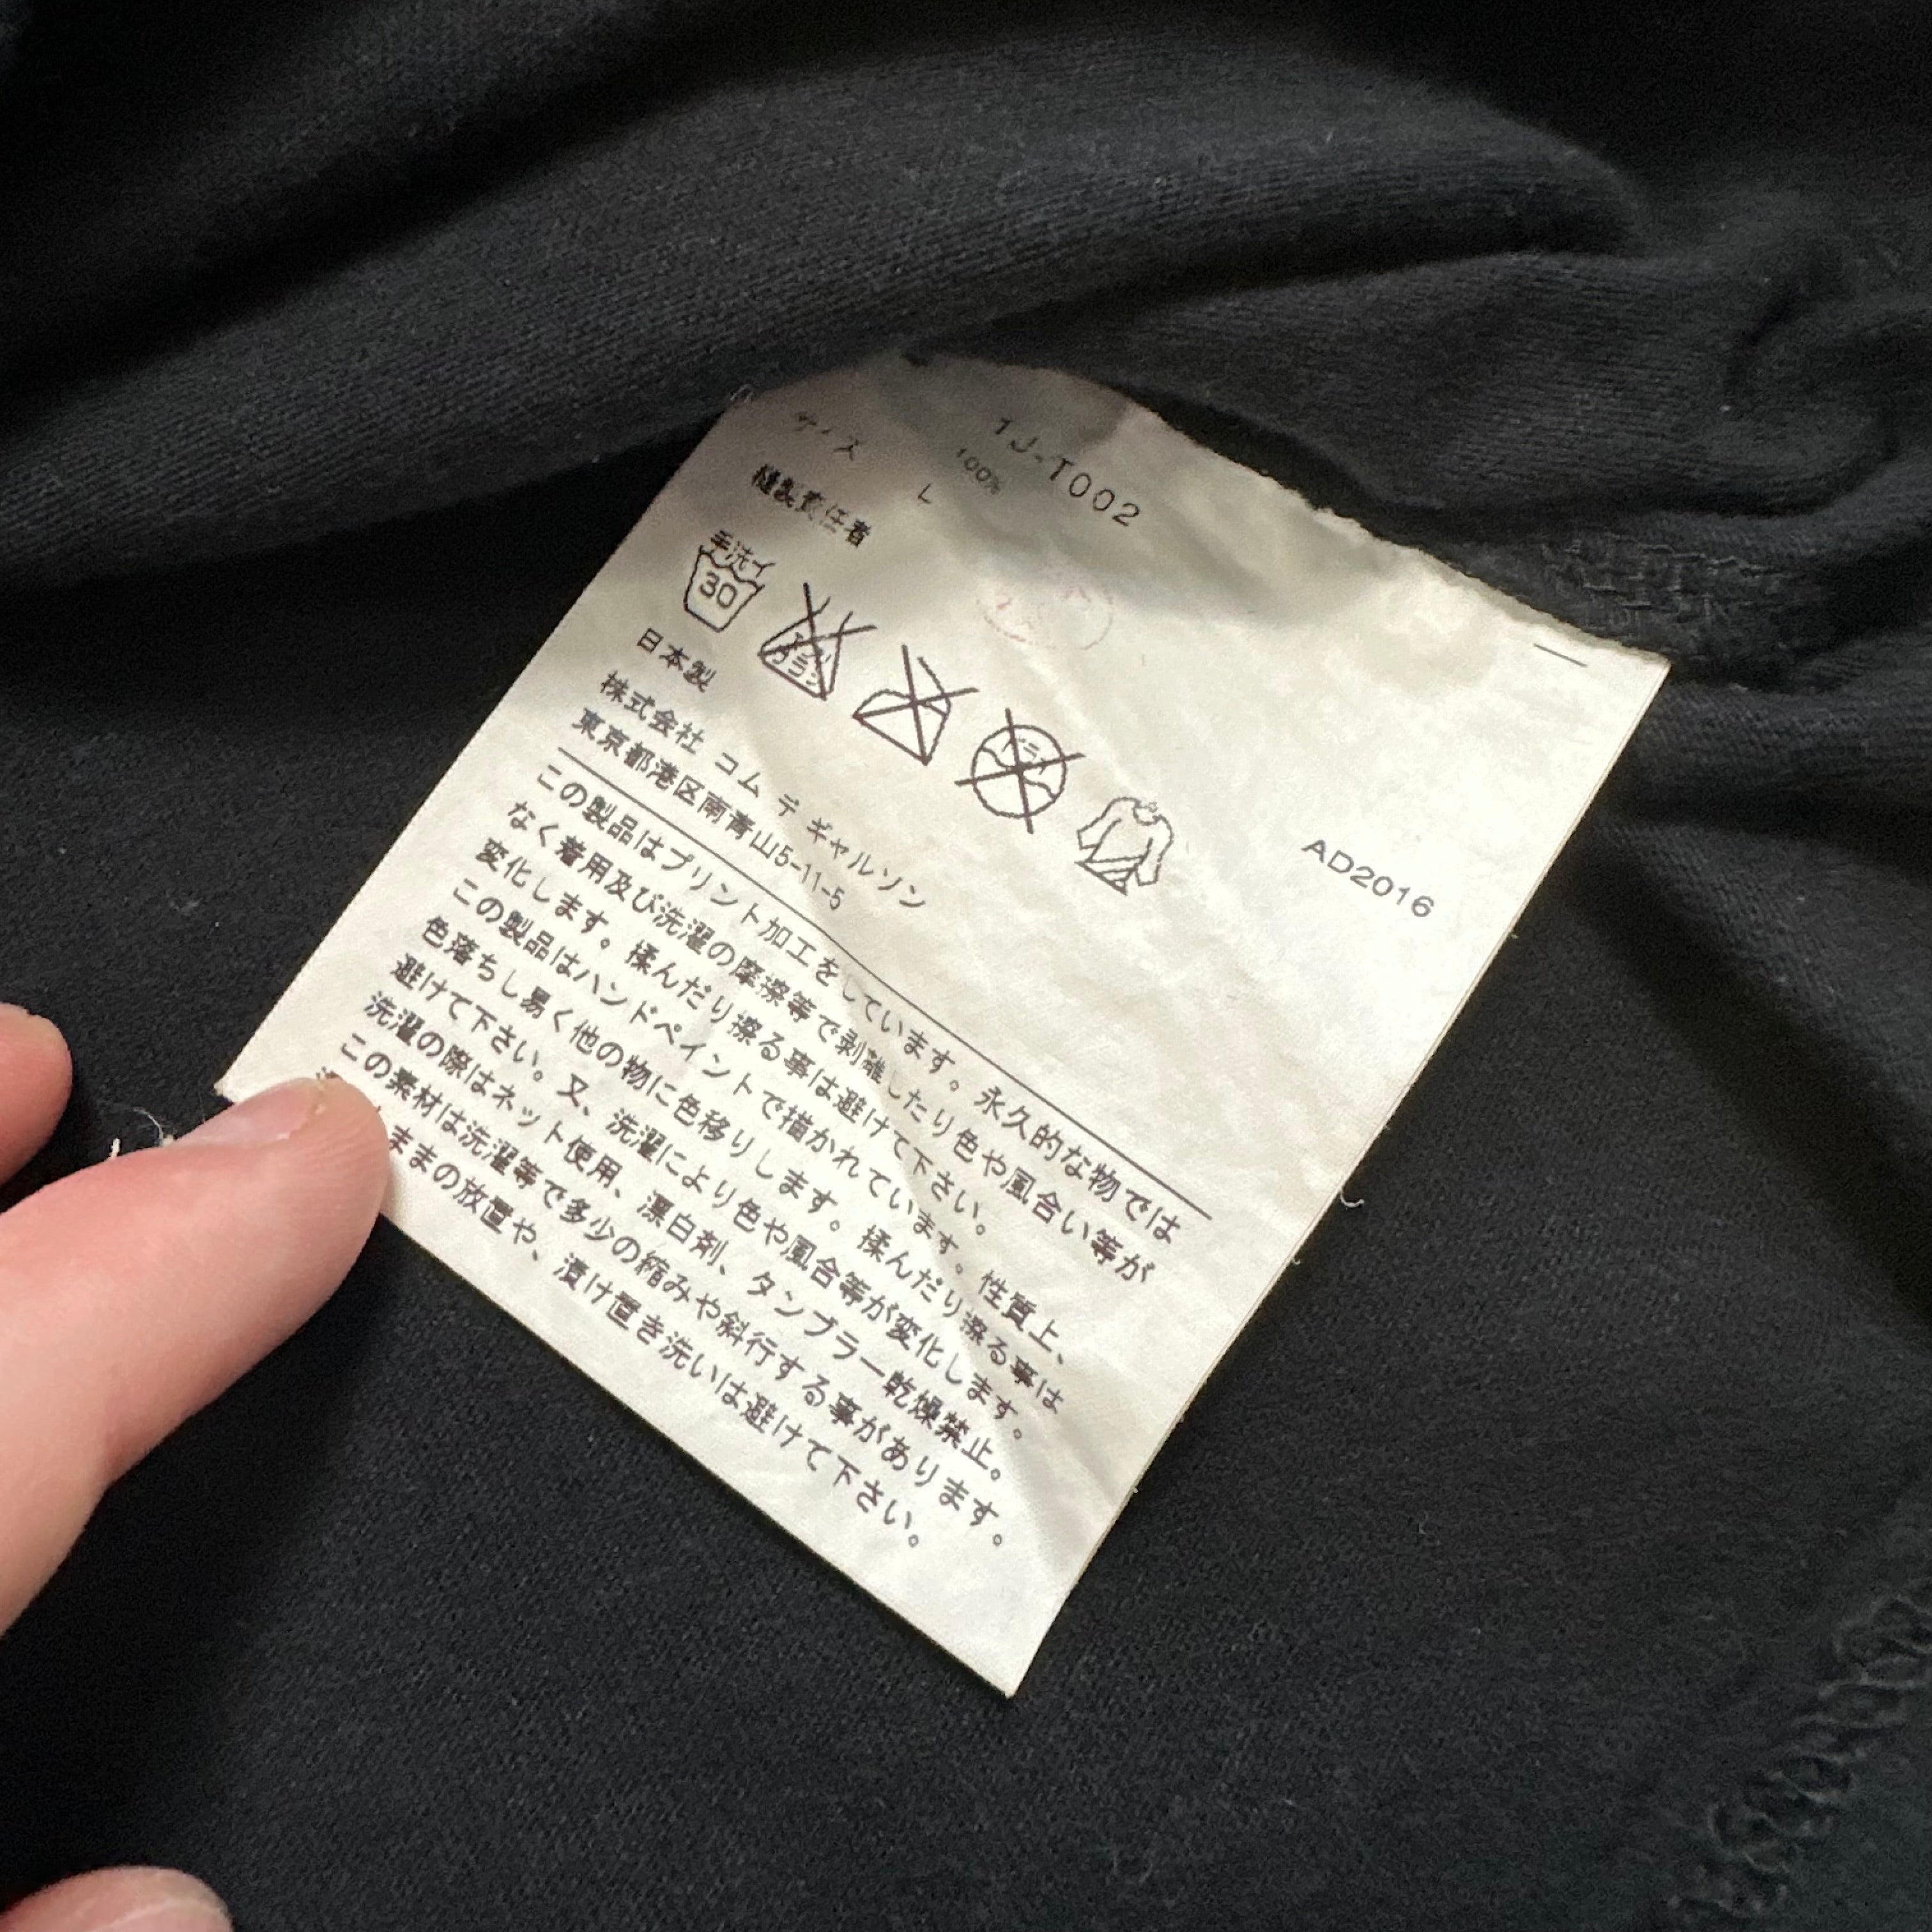 1J-T002
100%
サイズ L
縫製責任者
手洗イ
30
エンソ
サラシ
ドライ
日本製
AD2016
株式会社 コム デ ギャルソン
東京都港区南青山5-11-5
この製品はプリント加工をしています。永久的な物では
なく着用及び洗濯の摩擦等で剥離したり色や風合い等が
変化します。揉んだり擦る事は避けて下さい。
この製品はハンドペイントで描かれています。性質上、
色落ちし易く他の物に色移りします。揉んだり擦る事は
避けて下さい。又、洗濯により色や風合等が変化します。
洗濯の際はネット使用、漂白剤、タンブラー乾燥禁止。
この素材は洗濯等で多少の縮みや斜行する事があります。
ままの放置や、漬け置き洗いは避けて下さい。